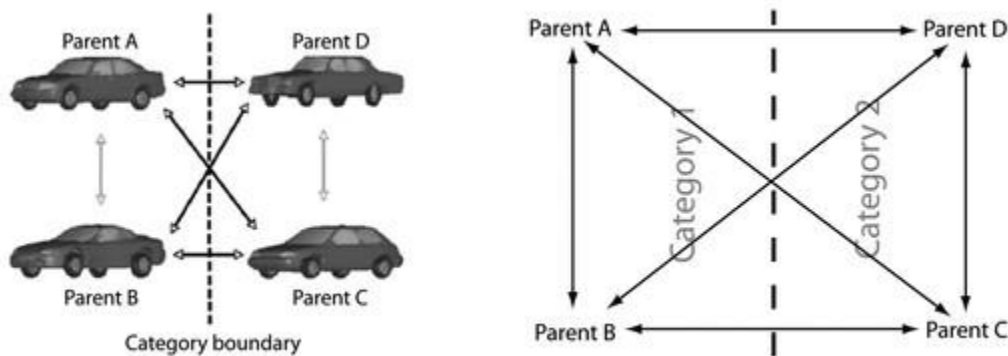 Parent A
Parent D
Parent B
Parent C
Category boundary
Parent A
Parent D
Category 1
Category 2
Parent B
Parent C